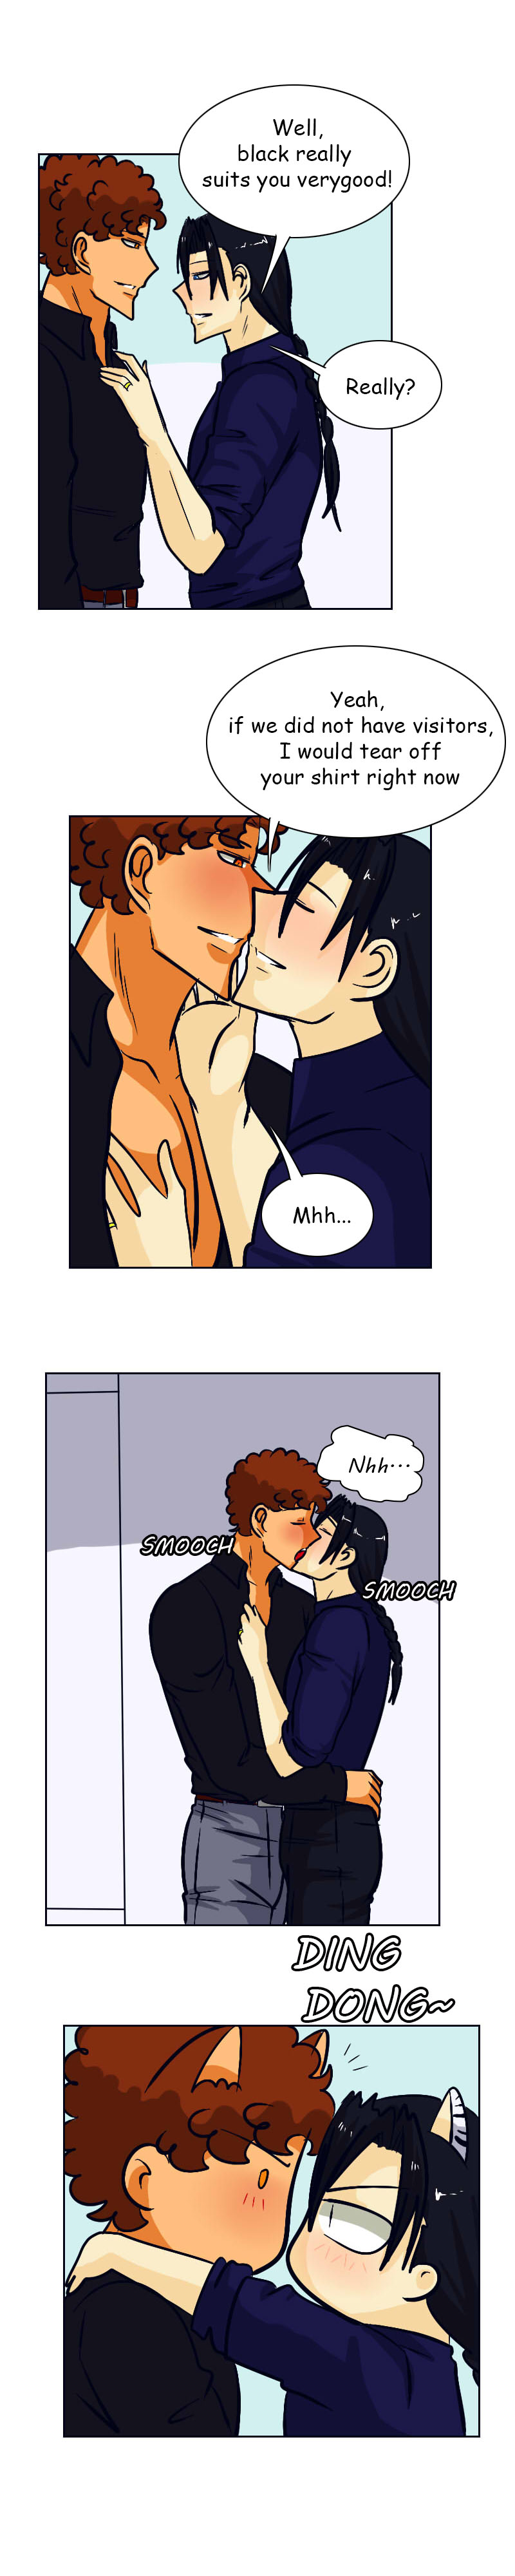 Well,
black really
suits you verygood!
Really?
Yeah,
if we did not have visitors,
I would tear off
your shirt right now
Mhh...
Nhh...
SMOOCH
SMOOCH
DING
DONG~